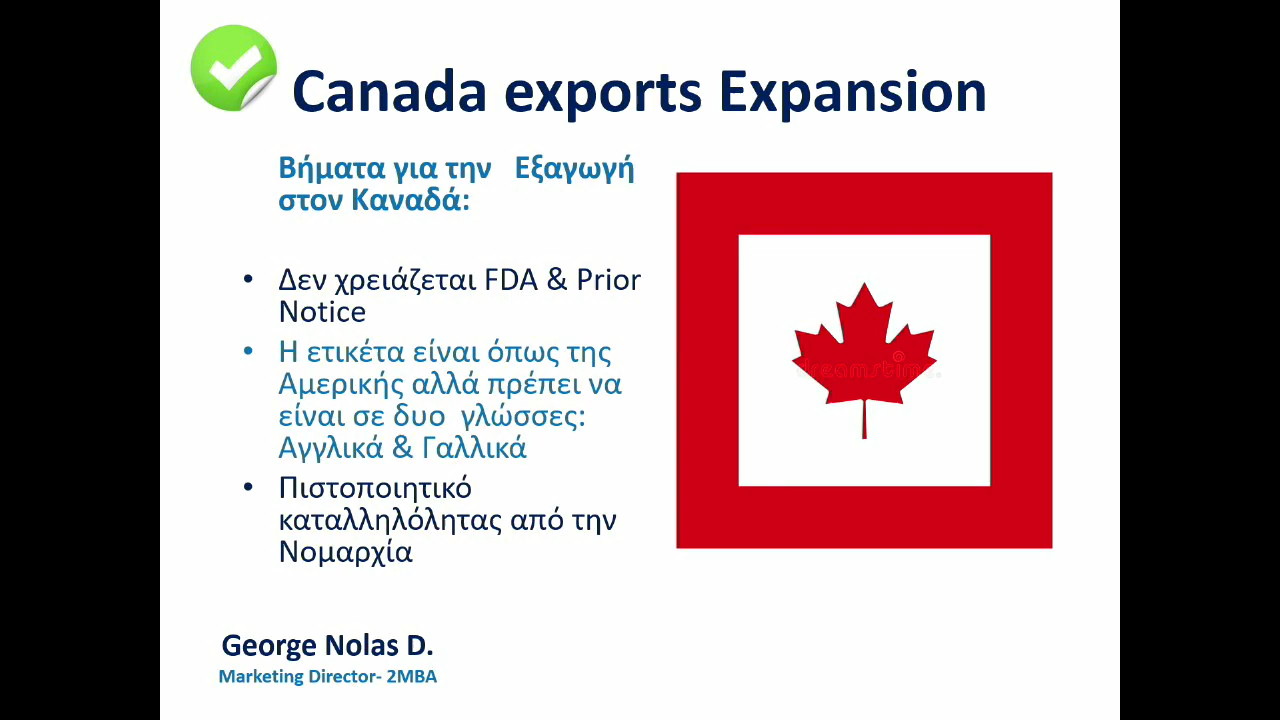 Canada exports Expansion
Βήματα για την Εξαγωγή
στον Καναδά:
• Δεν χρειάζεται FDA & Prior
Notice
• Η ετικέτα είναι όπως της
Αμερικής αλλά πρέπει να
είναι σε δυο γλώσσες:
Αγγλικά & Γαλλικά
• Πιστοποιητικό
καταλληλόλητας από την
Νομαρχία
dreamstime.
George Nolas D.
Marketing Director- 2MBA